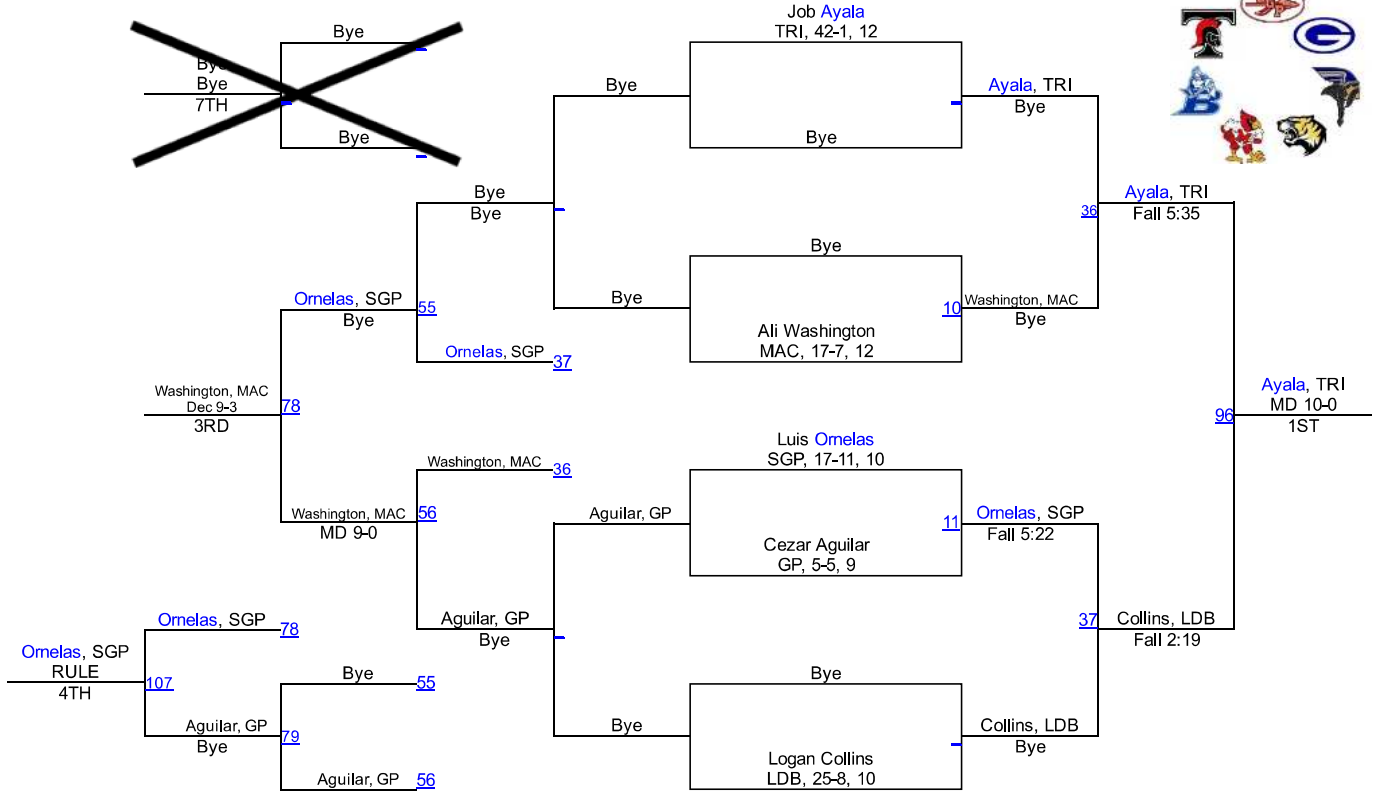 Bye
Bye
Bye
7TH
Bye
Job Ayala
TRI, 42-1, 12
Bye
Ayala, TRI
Bye
Bye
Bye
Bye
Ayala, TRI
36
Fall 5:35
Bye
Ornelas, SGP
55
Bye
Bye
Ali Washington
MAC, 17-7, 12
10
Washington, MAC
Bye
Ornelas, SGP
37
Washington, MAC
Dec 9-3
78
3RD
Ayala, TRI
MD 10-0
96
1ST
Luis Ornelas
SGP, 17-11, 10
Washington, MAC
36
Washington, MAC
56
MD 9-0
Aguilar, GP
Cezar Aguilar
GP, 5-5, 9
11
Ornelas, SGP
Fall 5:22
Aguilar, GP
Bye
37
Collins, LDB
Fall 2:19
Ornelas, SGP
78
Ornelas, SGP
RULE
107
4TH
Bye
55
Aguilar, GP
79
Bye
Aguilar, GP
56
Bye
Bye
Logan Collins
LDB, 25-8, 10
Collins, LDB
Bye
T
G
B